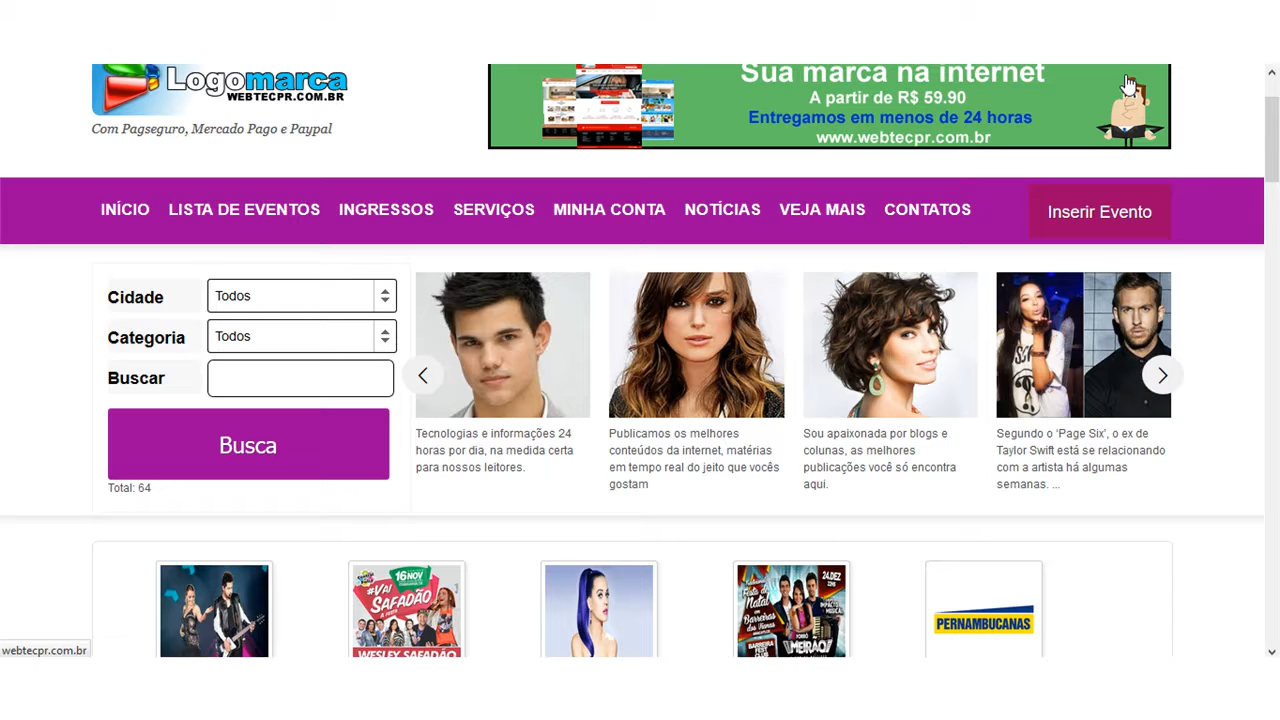 Logomarca
WEBTECPR.COM.BR
Com Pagseguro, Mercado Pago e Paypal
Sua marca na internet
A partir de R$ 59.90
Entregamos em menos de 24 horas
www.webtecpr.com.br
INÍCIO LISTA DE EVENTOS INGRESSOS SERVIÇOS MINHA CONTA NOTÍCIAS VEJA MAIS CONTATOS
Inserir Evento
Cidade Todos
Categoria Todos
Buscar
Busca
Total: 64
Tecnologias e informações 24
horas por dia, na medida certa
para nossos leitores.
Publicamos os melhores
conteúdos da internet, matérias
em tempo real do jeito que vocês
gostam
Sou apaixonada por blogs e
colunas, as melhores
publicações você só encontra
aqui.
Segundo o ‘Page Six’, o ex de
Taylor Swift está se relacionando
com a artista há algumas
semanas. ...
16 NOV
#VAI
SAFADÃO
WESLEY SAFADÃO
24.DEZ
Festa de
Natal
Barreiras
MEIRÃO
PERNAMBUCANAS
webtecpr.com.br